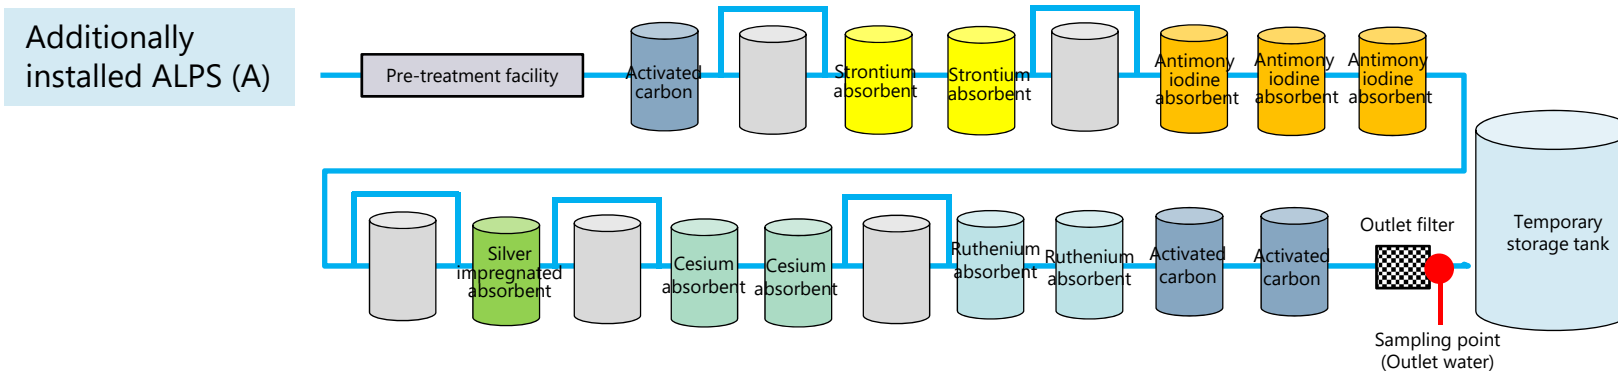 Additionally
installed ALPS (A)
Pre-treatment facility
Activated
carbon
Strontium
absorbent
Strontium
absorbent
Antimony
iodine
absorbent
Antimony
iodine
absorbent
Antimony
iodine
absorbent
Silver
impregnated
absorbent
Cesium
absorbent
Cesium
absorbent
Ruthenium
absorbent
Ruthenium
absorbent
Activated
carbon
Activated
carbon
Outlet filter
Temporary
storage tank
Sampling point
(Outlet water)